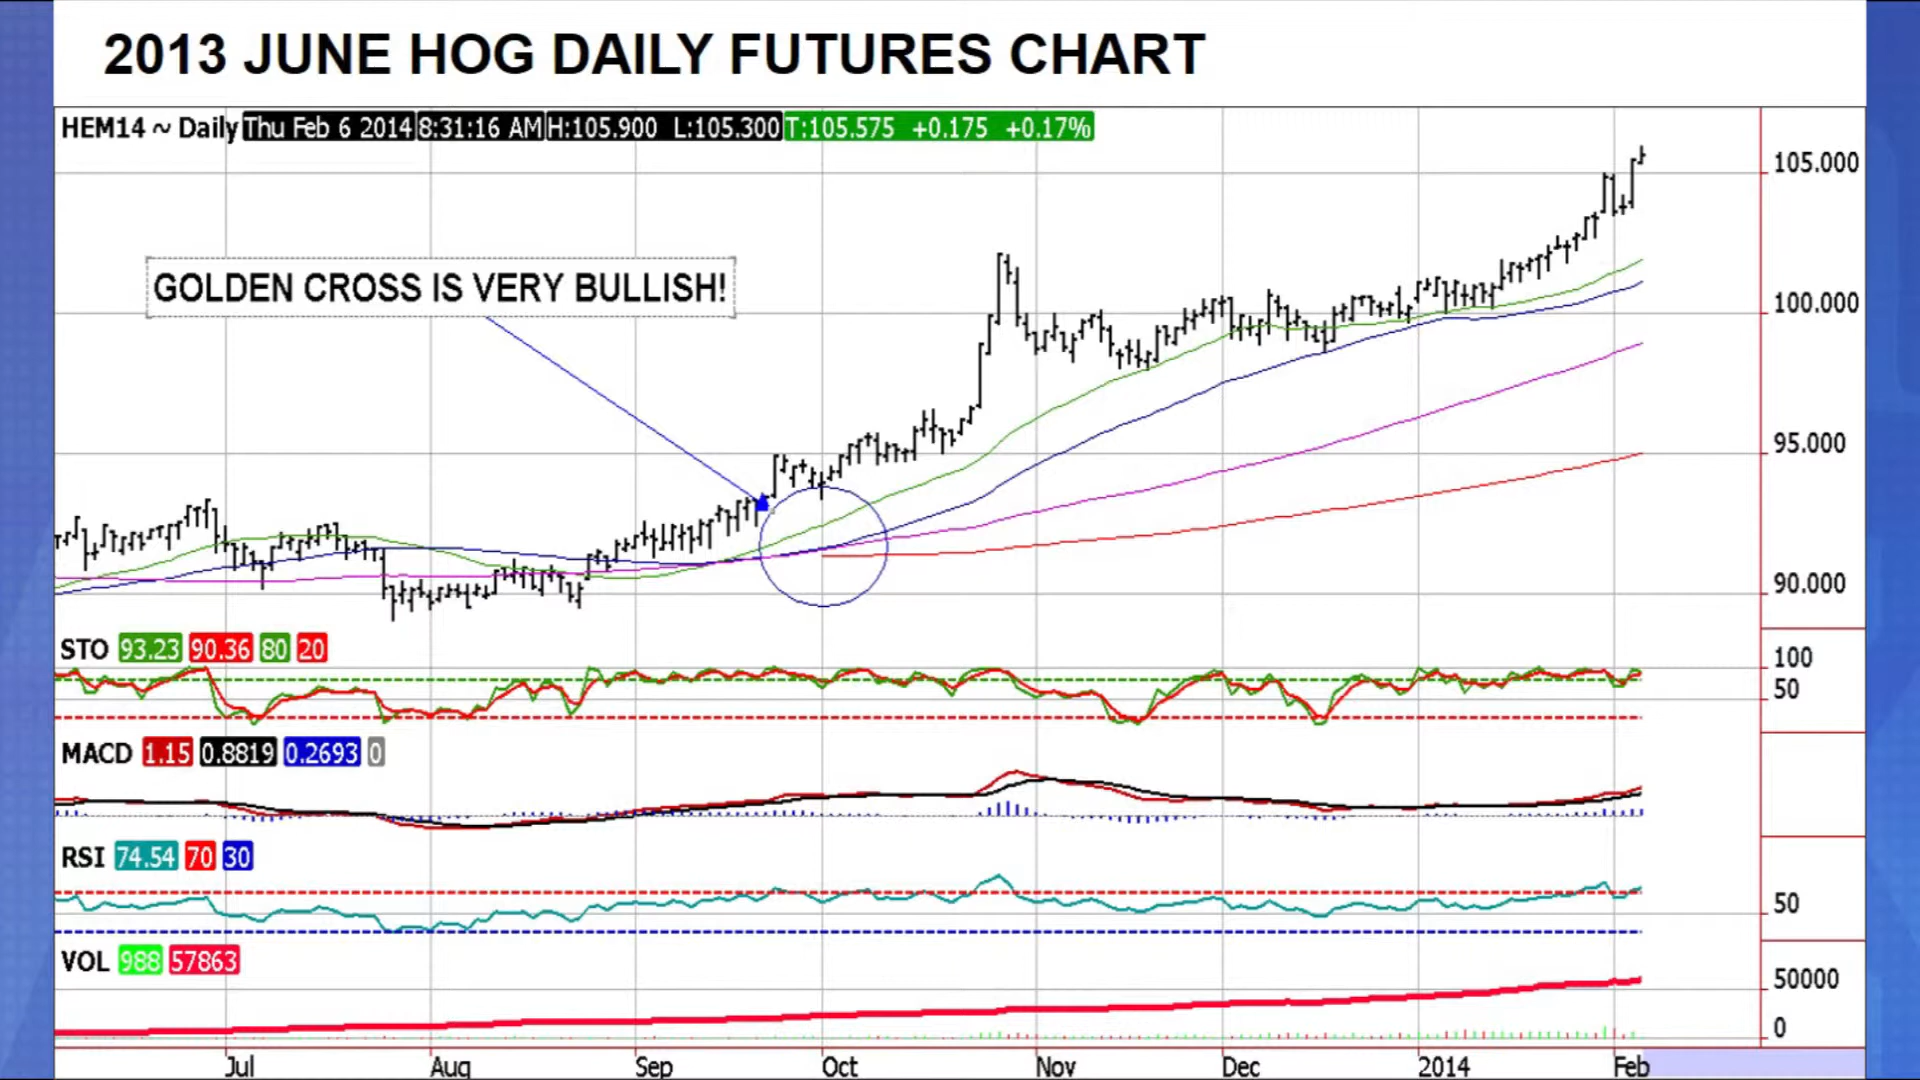 2013 JUNE HOG DAILY FUTURES CHART
HEM14 ~ Daily Thu Feb 6 2014 8:31:16 AM H:105.900 L:105.300 T:105.575 +0.175 +0.17%
105.000
GOLDEN CROSS IS VERY BULLISH!
100.000
95.000
90.000
STO 93.23 90.36 80 20
100
50
MACD 1.15 0.8819 0.2693 0
RSI 74.54 70 30
50
VOL 988 57863
50000
0
Jul Aug Sep Oct Nov Dec 2014 Feb